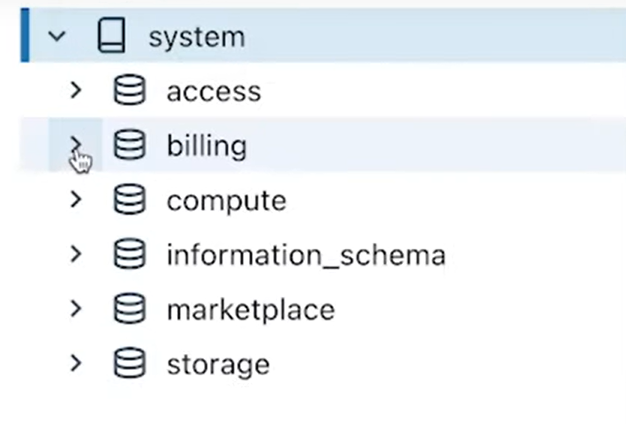 system
access
billing
compute
information_schema
marketplace
storage